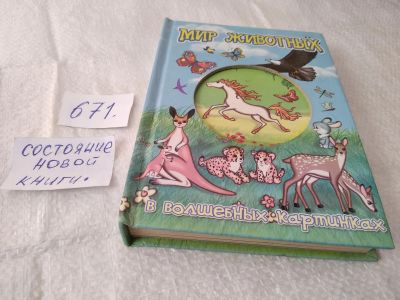 671.
СОСТОЯНИЕ
НОВОЙ
КНИГИ.
МИР ЖИВОТНЫХ
в волшебных картинках